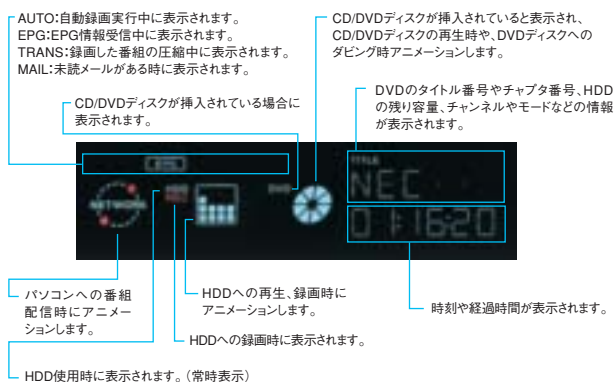 AUTO:自動録画実行中に表示されます。
EPG:EPG情報受信中に表示されます。
TRANS:録画した番組の圧縮中に表示されます。
MAIL:未読メールがある時に表示されます。
CD/DVDディスクが挿入されていると表示され、
CD/DVDディスクの再生時や、DVDディスクへの
ダビング時アニメーションします。
CD/DVDディスクが挿入されている場合に
表示されます。
DVDのタイトル番号やチャプタ番号、HDD
の残り容量、チャンネルやモードなどの情報
が表示されます。
TITLE
NEC
NETWORK
DVD
01:16:20
パソコンへの番組
配信時にアニメー
ションします。
HDDへの再生、録画時に
アニメーションします。
時刻や経過時間が表示されます。
HDDへの録画時に表示されます。
HDD使用時に表示されます。(常時表示)